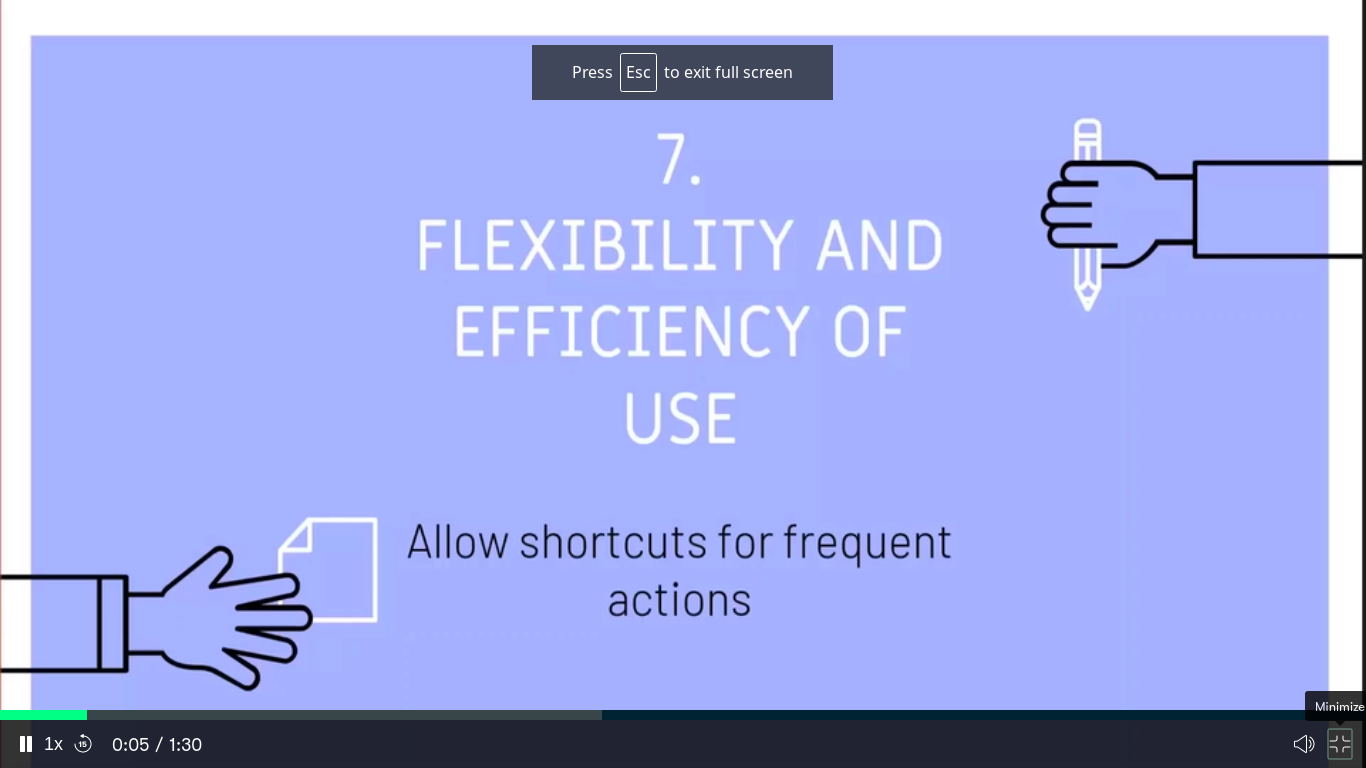 Press Esc to exit full screen
7.
FLEXIBILITY AND
EFFICIENCY OF
USE
Allow shortcuts for frequent
actions
Minimize
1x 15 0:05 / 1:30